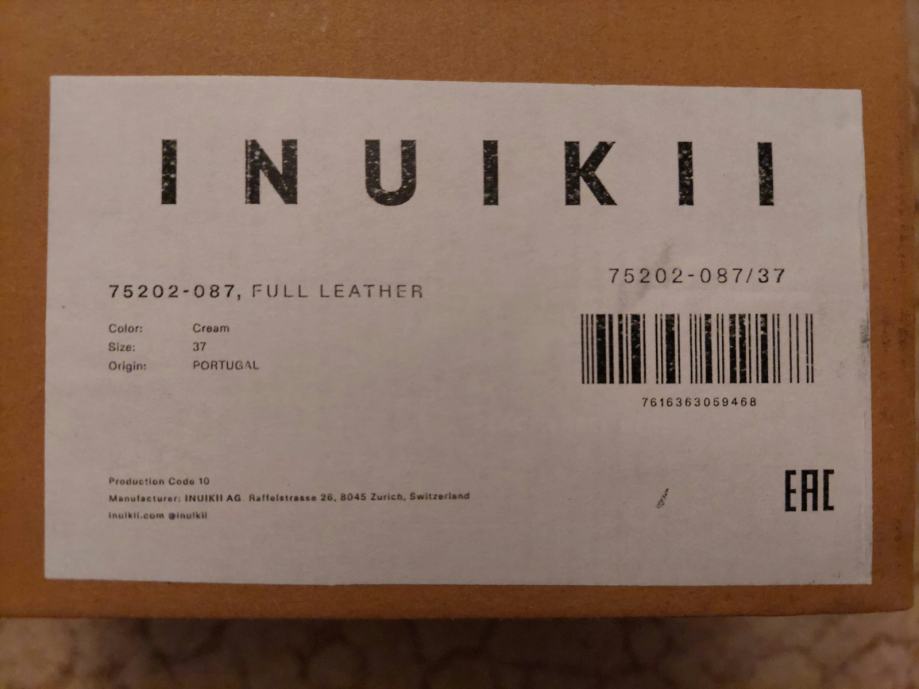 INUIKII
75202-087/37
75202-087, FULL LEATHER
Color: Cream
Size: 37
Origin: PORTUGAL
7616363059468
Production Code 10
Manufacturer: INUIKII AG Raffelstrasse 26, 8045 Zurich, Switzerland
inuikii.com @inuikii
EAC